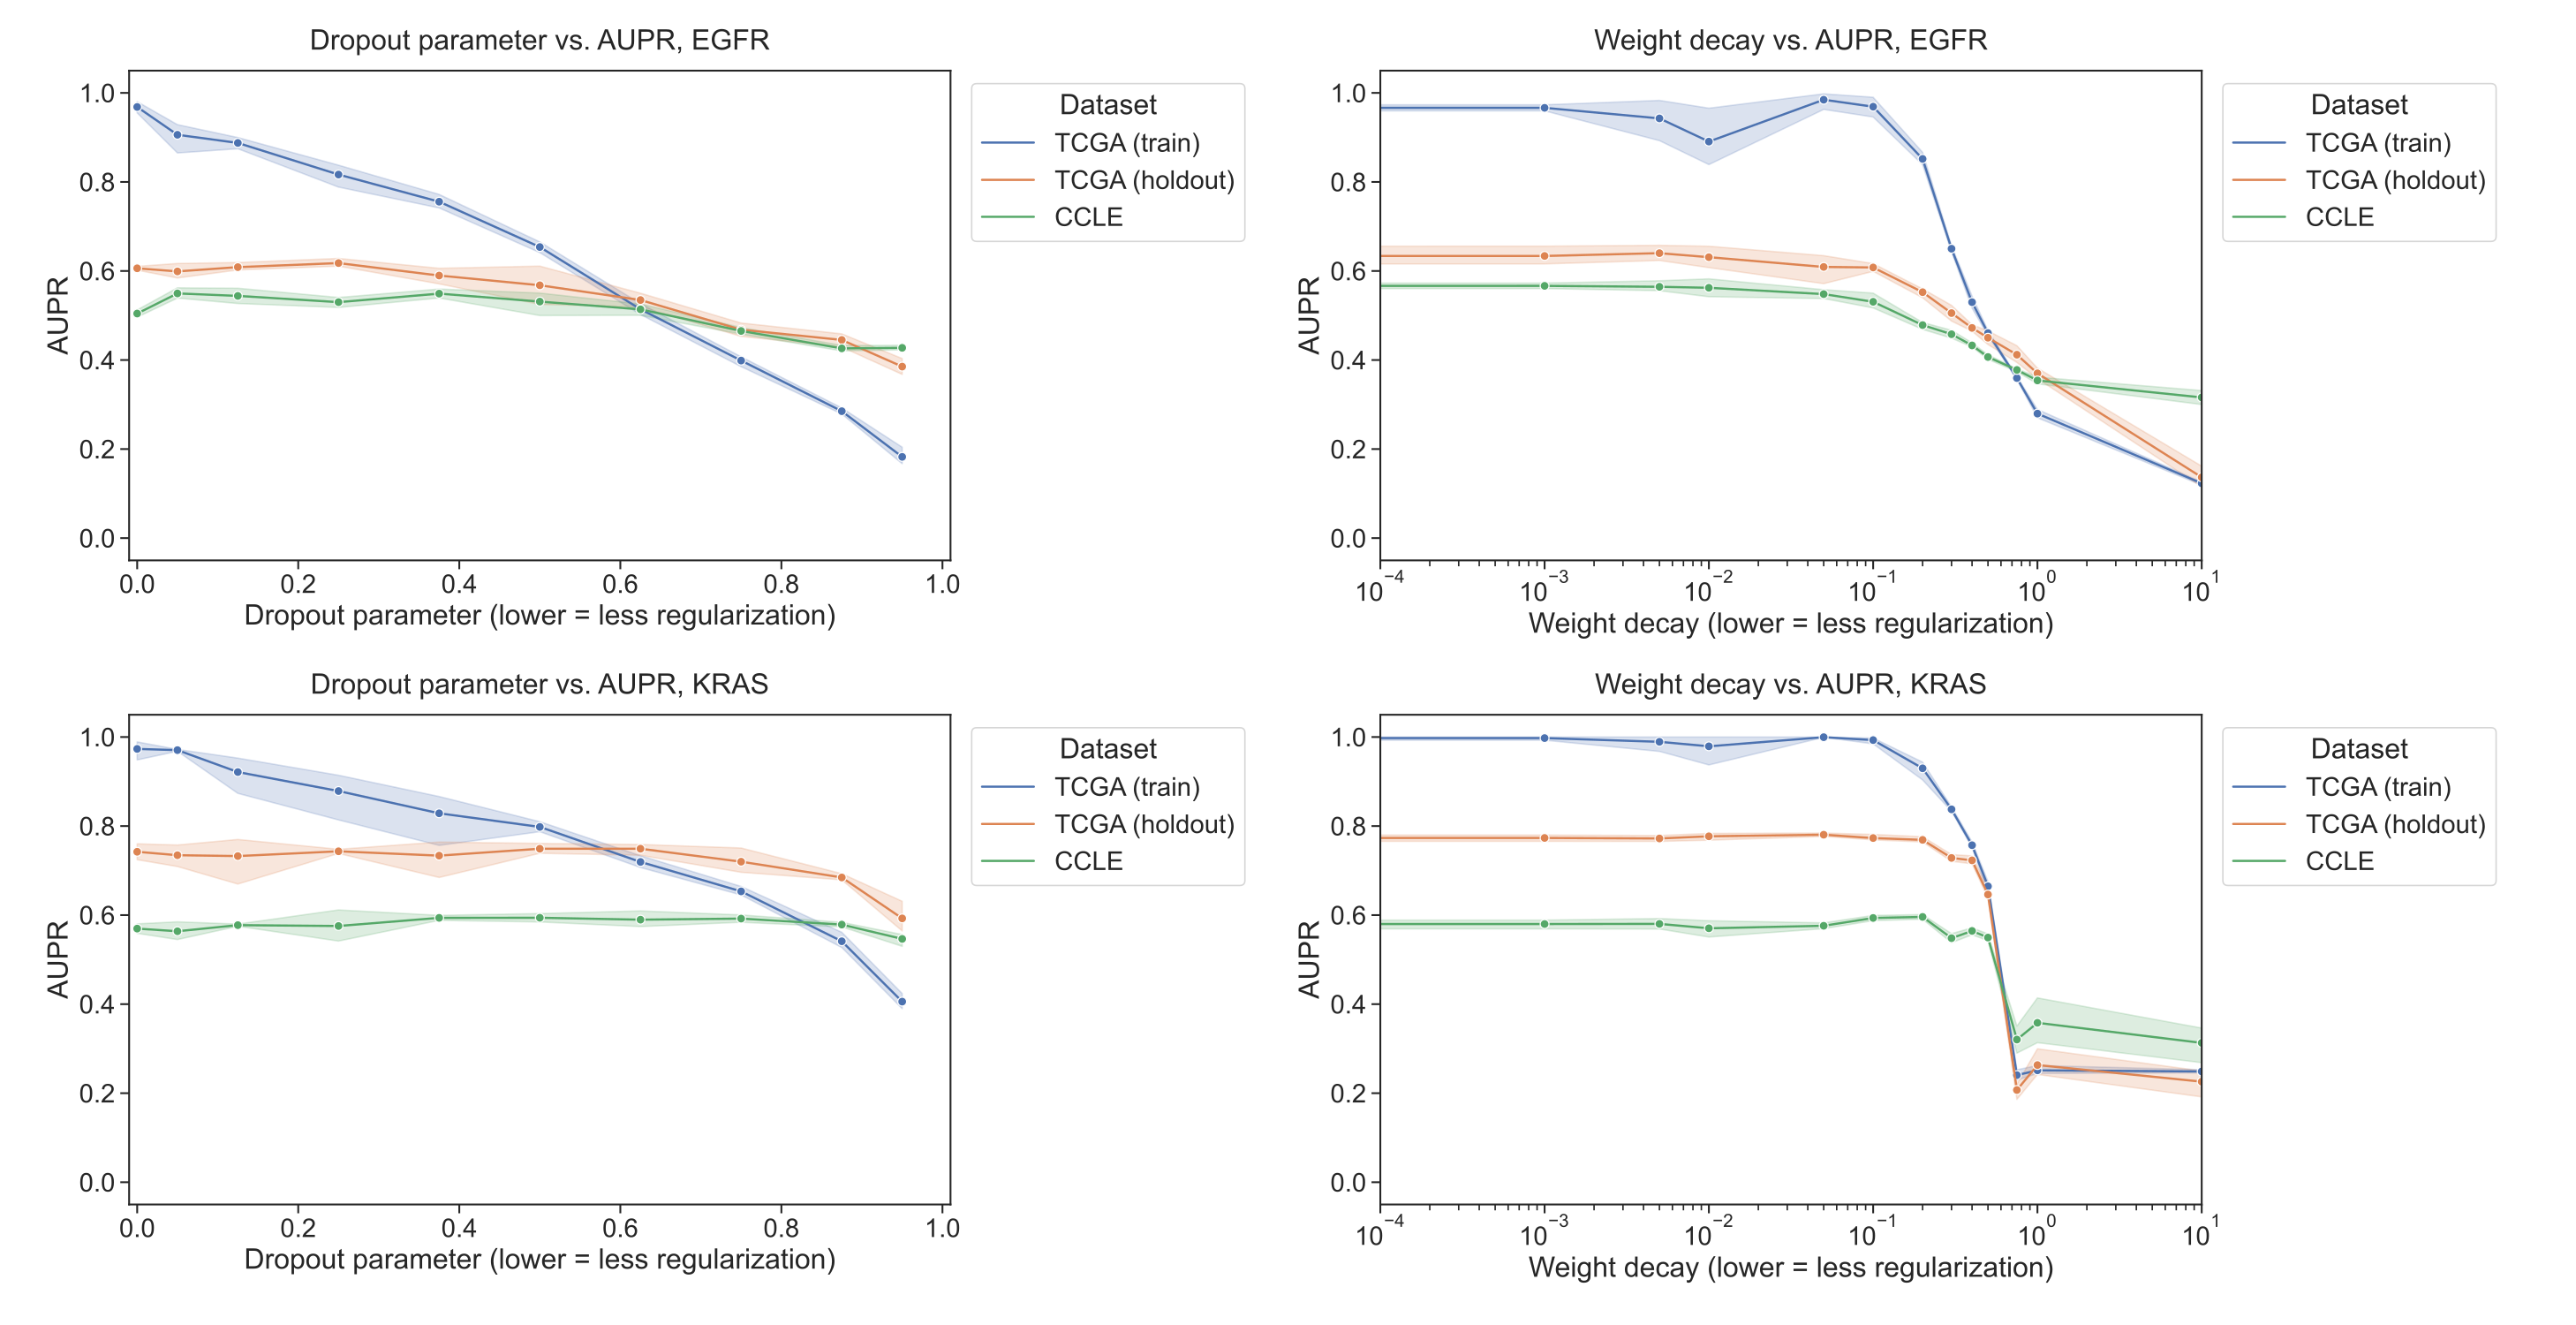 Dropout parameter vs. AUPR, EGFR
AUPR
1.0
0.8
0.6
0.4
0.2
0.0
0.0 0.2 0.4 0.6 0.8 1.0
Dropout parameter (lower = less regularization)
Dataset
TCGA (train)
TCGA (holdout)
CCLE
Weight decay vs. AUPR, EGFR
AUPR
1.0
0.8
0.6
0.4
0.2
0.0
10⁻⁴ 10⁻³ 10⁻² 10⁻¹ 10⁰ 10¹
Weight decay (lower = less regularization)
Dataset
TCGA (train)
TCGA (holdout)
CCLE
Dropout parameter vs. AUPR, KRAS
AUPR
1.0
0.8
0.6
0.4
0.2
0.0
0.0 0.2 0.4 0.6 0.8 1.0
Dropout parameter (lower = less regularization)
Dataset
TCGA (train)
TCGA (holdout)
CCLE
Weight decay vs. AUPR, KRAS
AUPR
1.0
0.8
0.6
0.4
0.2
0.0
10⁻⁴ 10⁻³ 10⁻² 10⁻¹ 10⁰ 10¹
Weight decay (lower = less regularization)
Dataset
TCGA (train)
TCGA (holdout)
CCLE